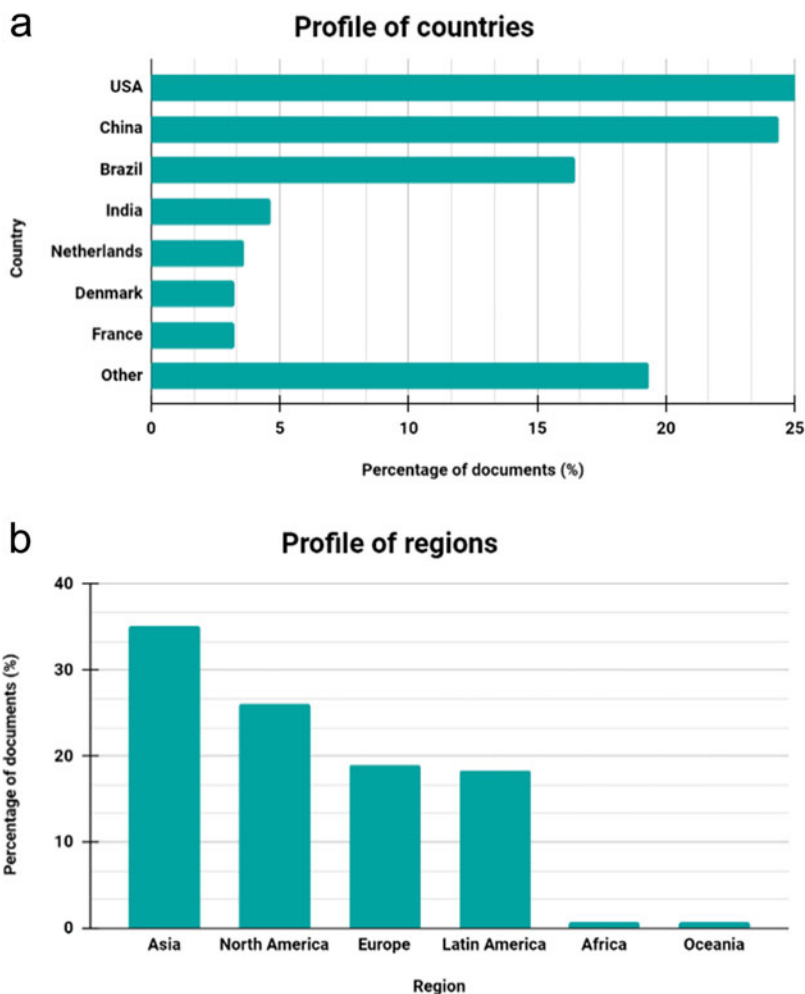 a
Profile of countries
USA
China
Brazil
India
Netherlands
Denmark
France
Other
Country
0 5 10 15 20 25
Percentage of documents (%)
b
Profile of regions
40
30
20
10
0
Percentage of documents (%)
Asia North America Europe Latin America Africa Oceania
Region